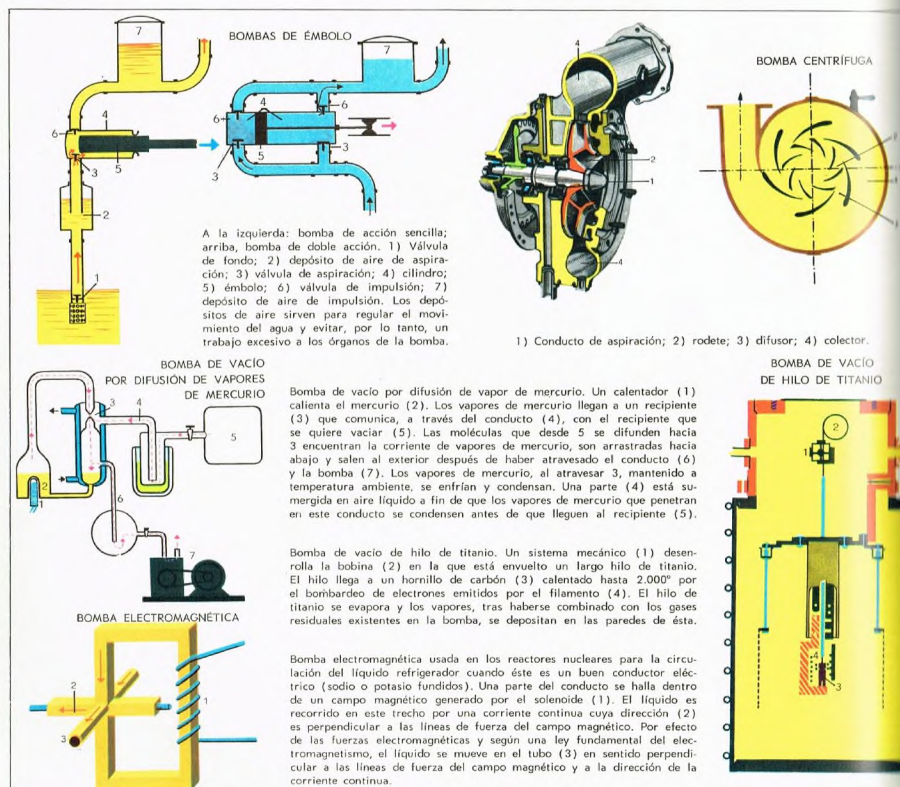 BOMBAS DE ÉMBOLO
A la izquierda: bomba de acción sencilla;
arriba, bomba de doble acción. 1) Válvula
de fondo; 2) depósito de aire de aspira-
ción; 3) válvula de aspiración; 4) cilindro;
5) émbolo; 6) válvula de impulsión; 7)
depósito de aire de impulsión. Los depó-
sitos de aire sirven para regular el movi-
miento del agua y evitar, por lo tanto, un
trabajo excesivo a los órganos de la bomba.
BOMBA CENTRÍFUGA
1) Conducto de aspiración; 2) rodete; 3) difusor; 4) colector.
BOMBA DE VACÍO
POR DIFUSIÓN DE VAPORES
DE MERCURIO
Bomba de vacío por difusión de vapor de mercurio. Un calentador (1)
calienta el mercurio (2). Los vapores de mercurio llegan a un recipiente
(3) que comunica, a través del conducto (4), con el recipiente que
se quiere vaciar (5). Las moléculas que desde 5 se difunden hacia
3 encuentran la corriente de vapores de mercurio, son arrastradas hacia
abajo y salen al exterior después de haber atravesado el conducto (6)
y la bomba (7). Los vapores de mercurio, al atravesar 3, mantenido a
temperatura ambiente, se enfrían y condensan. Una parte (4) está su-
mergida en aire líquido a fin de que los vapores de mercurio que penetran
en este conducto se condensen antes de que lleguen al recipiente (5).
Bomba de vacío de hilo de titanio. Un sistema mecánico (1) desen-
rolla la bobina (2) en la que está envuelto un largo hilo de titanio.
El hilo llega a un hornillo de carbón (3) calentado hasta 2.000° por
el bombardeo de electrones emitidos por el filamento (4). El hilo de
titanio se evapora y los vapores, tras haberse combinado con los gases
residuales existentes en la bomba, se depositan en las paredes de ésta.
BOMBA ELECTROMAGNÉTICA
Bomba electromagnética usada en los reactores nucleares para la circu-
lación del líquido refrigerador cuando éste es un buen conductor eléc-
trico (sodio o potasio fundidos). Una parte del conducto se halla dentro
de un campo magnético generado por el solenoide (1). El líquido es
recorrido en este trecho por una corriente continua cuya dirección (2)
es perpendicular a las líneas de fuerza del campo magnético. Por efecto
de las fuerzas electromagnéticas y según una ley fundamental del elec-
tromagnetismo, el líquido se mueve en el tubo (3) en sentido perpendi-
cular a las líneas de fuerza del campo magnético y a la dirección de la
corriente continua.
BOMBA DE VACÍO
DE HILO DE TITANIO